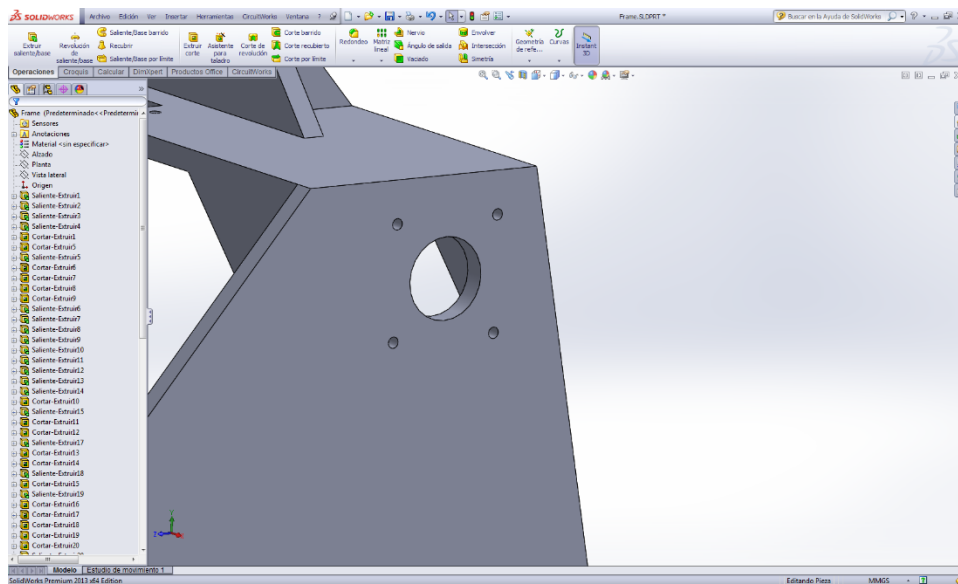 SOLIDWORKS Archivo Edición Ver Insertar Herramientas CircuitWorks Ventana ? Frame.SLDPRT * Buscar en la Ayuda de SolidWorks
Extruir saliente/base
Revolución de saliente/base
Saliente/Base barrido
Recubrir
Saliente/Base por límite
Extruir corte
Asistente para taladro
Corte de revolución
Corte barrido
Corte recubierto
Corte por límite
Redondeo
Matriz lineal
Nervio
Ángulo de salida
Vaciado
Envolver
Intersección
Simetría
Geometría de refe...
Curvas
Instant 3D
Operaciones Croquis Calcular DimXpert Productos Office CircuitWorks
Frame (Predeterminado<<Predetermin
Sensores
Anotaciones
Material <sin especificar>
Alzado
Planta
Vista lateral
Origen
Saliente-Extruir1
Saliente-Extruir2
Saliente-Extruir3
Saliente-Extruir4
Cortar-Extruir1
Cortar-Extruir5
Saliente-Extruir5
Cortar-Extruir6
Cortar-Extruir7
Cortar-Extruir8
Cortar-Extruir9
Saliente-Extruir6
Saliente-Extruir7
Saliente-Extruir8
Saliente-Extruir9
Saliente-Extruir10
Saliente-Extruir11
Saliente-Extruir12
Saliente-Extruir13
Saliente-Extruir14
Cortar-Extruir10
Saliente-Extruir15
Cortar-Extruir11
Cortar-Extruir12
Saliente-Extruir17
Cortar-Extruir13
Cortar-Extruir14
Saliente-Extruir18
Cortar-Extruir15
Saliente-Extruir19
Cortar-Extruir16
Cortar-Extruir17
Cortar-Extruir18
Cortar-Extruir19
Cortar-Extruir20
Modelo Estudio de movimiento 1
SolidWorks Premium 2013 x64 Edition Editando Pieza MMGS